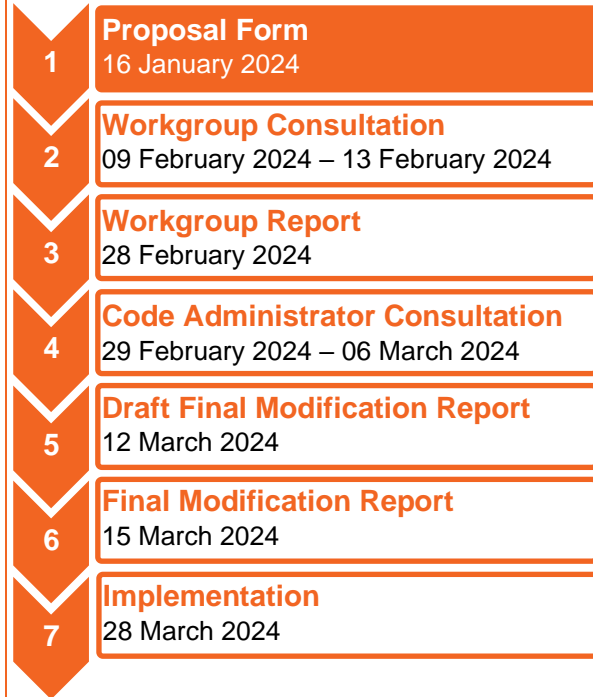 1
Proposal Form
16 January 2024
2
Workgroup Consultation
09 February 2024 – 13 February 2024
3
Workgroup Report
28 February 2024
4
Code Administrator Consultation
29 February 2024 – 06 March 2024
5
Draft Final Modification Report
12 March 2024
6
Final Modification Report
15 March 2024
7
Implementation
28 March 2024